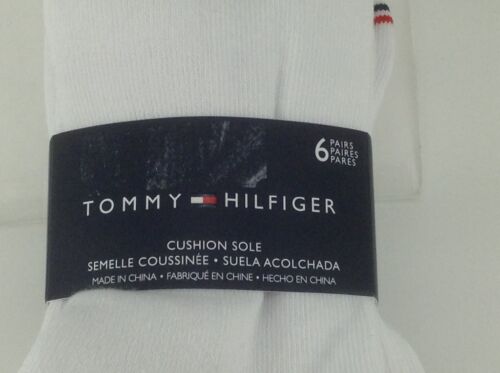 6 PAIRS
PAIRES
PARES
TOMMY HILFIGER
CUSHION SOLE
SEMELLE COUSSINÉE • SUELA ACOLCHADA
MADE IN CHINA • FABRIQUÉ EN CHINE • HECHO EN CHINA